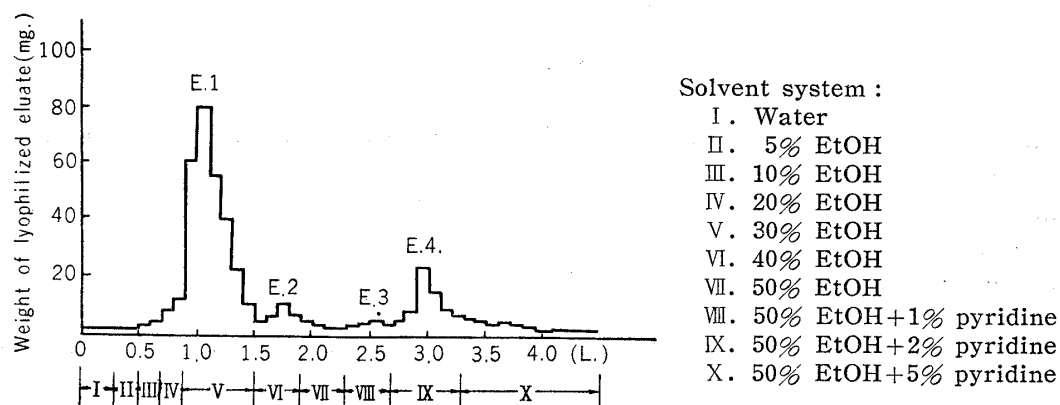 Weight of lyophilized eluate(mg.)
100
80
60
40
20
E.1
E.2
E.3
E.4.
0 0.5 1.0 1.5 2.0 2.5 3.0 3.5 4.0 (L.)
I II III IV V VI VII VIII IX X
Solvent system :
I. Water
II. 5% EtOH
III. 10% EtOH
IV. 20% EtOH
V. 30% EtOH
VI. 40% EtOH
VII. 50% EtOH
VIII. 50% EtOH+1% pyridine
IX. 50% EtOH+2% pyridine
X. 50% EtOH+5% pyridine